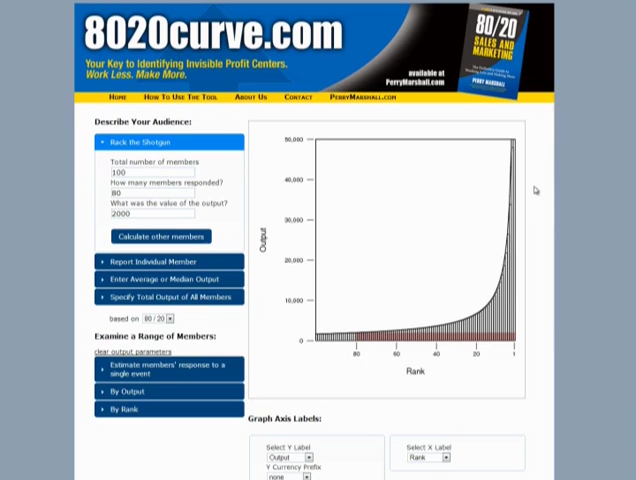 8020curve.com
Your Key to Identifying Invisible Profit Centers.
Work Less. Make More.
available at
PerryMarshall.com
80/20
SALES AND
MARKETING
PERRY MARSHALL
HOME HOW TO USE THE TOOL ABOUT US CONTACT PERRYMARSHALL.COM
Describe Your Audience:
Rack the Shotgun
Total number of members
100
How many members responded?
80
What was the value of the output?
2000
Calculate other members
Report Individual Member
Enter Average or Median Output
Specify Total Output of All Members
based on 80 / 20
Examine a Range of Members:
clear output parameters
Estimate members' response to a
single event
By Output
By Rank
50,000
40,000
30,000
20,000
10,000
0
Output
80 60 40 20 1
Rank
Graph Axis Labels:
Select Y Label
Output
Y Currency Prefix
none
Select X Label
Rank